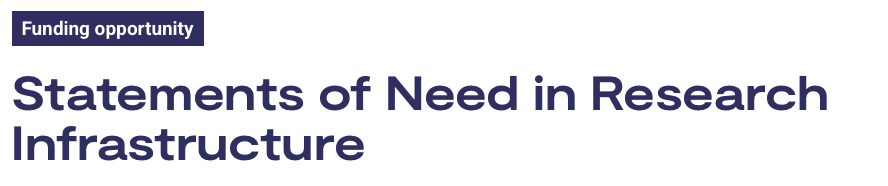 Funding opportunity
Statements of Need in Research
Infrastructure